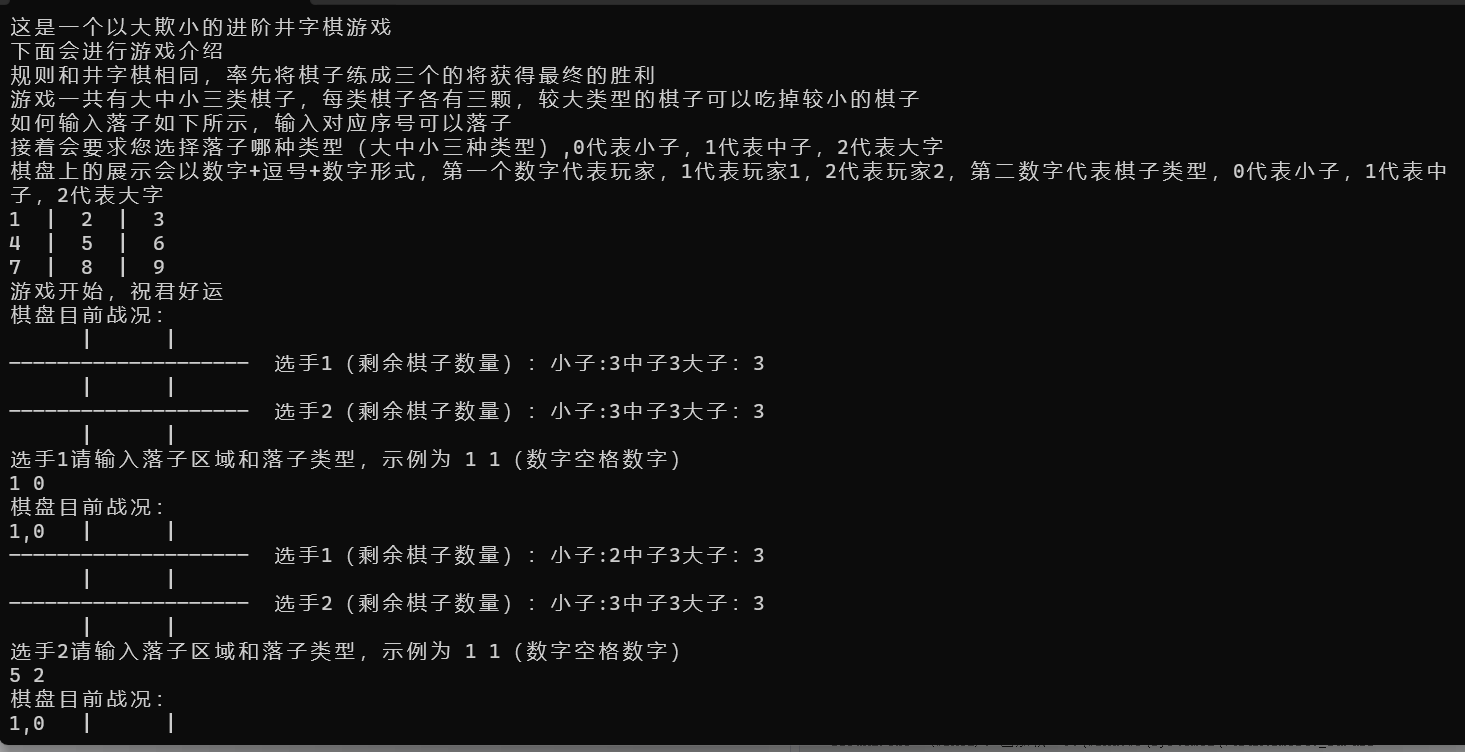 这是一个以大欺小的进阶井字棋游戏
下面会进行游戏介绍
规则和井字棋相同，率先将棋子练成三个的将获得最终的胜利
游戏一共有大中小三类棋子，每类棋子各有三颗，较大类型的棋子可以吃掉较小的棋子
如何输入落子如下所示，输入对应序号可以落子
接着会要求您选择落子哪种类型（大中小三种类型）,0代表小子，1代表中子，2代表大字
棋盘上的展示会以数字+逗号+数字形式，第一个数字代表玩家，1代表玩家1，2代表玩家2，第二数字代表棋子类型，0代表小子，1代表中
子，2代表大字
1  |  2  |  3
4  |  5  |  6
7  |  8  |  9
游戏开始，祝君好运
棋盘目前战况：
      |      |
————————————————————  选手1（剩余棋子数量）：小子:3中子3大子：3
      |      |
————————————————————  选手2（剩余棋子数量）：小子:3中子3大子：3
      |      |
选手1请输入落子区域和落子类型，示例为 1 1（数字空格数字）
1 0
棋盘目前战况：
1,0   |      |
————————————————————  选手1（剩余棋子数量）：小子:2中子3大子：3
      |      |
————————————————————  选手2（剩余棋子数量）：小子:3中子3大子：3
      |      |
选手2请输入落子区域和落子类型，示例为 1 1（数字空格数字）
5 2
棋盘目前战况：
1,0   |      |